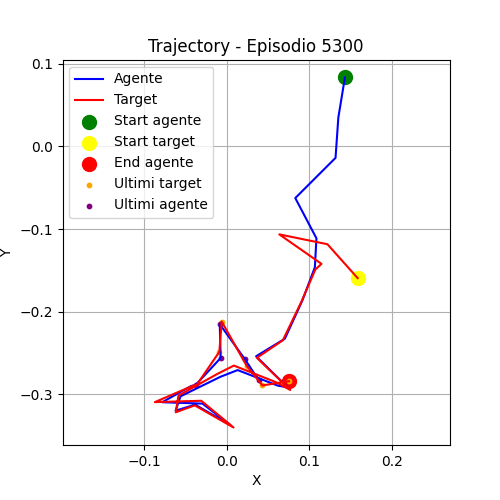 Trajectory - Episodio 5300
Agente
Target
Start agente
Start target
End agente
Ultimi target
Ultimi agente
0.1
0.0
−0.1
−0.2
−0.3
Y
−0.1
0.0
0.1
0.2
X